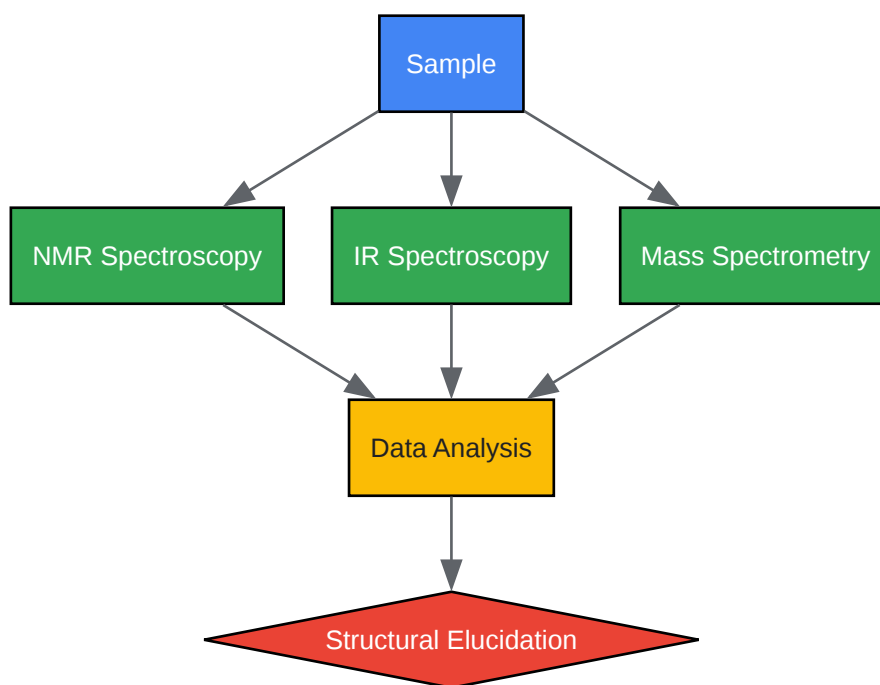 Sample
NMR Spectroscopy
IR Spectroscopy
Mass Spectrometry
Data Analysis
Structural Elucidation